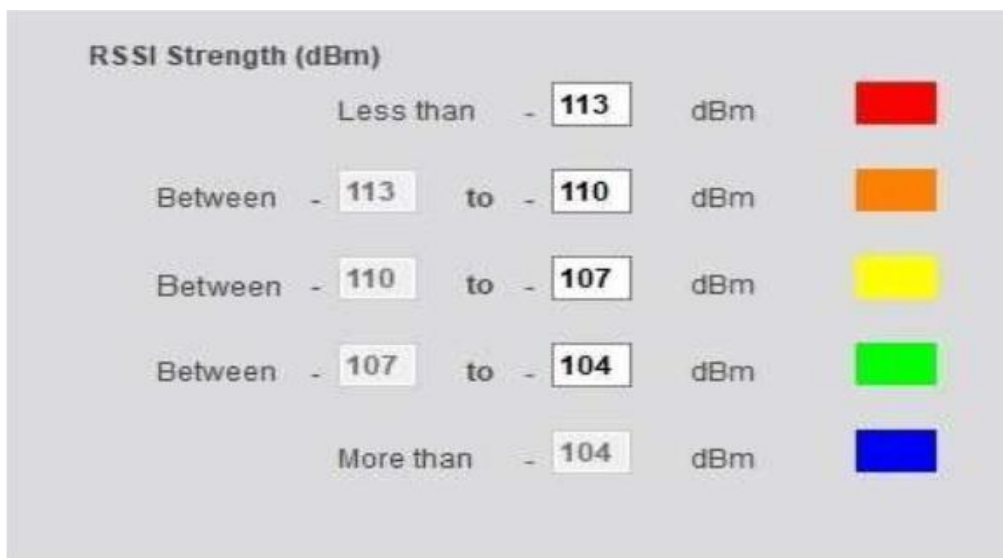 RSSI Strength (dBm)
Less than - 113 dBm
Between - 113 to - 110 dBm
Between - 110 to - 107 dBm
Between - 107 to - 104 dBm
More than - 104 dBm